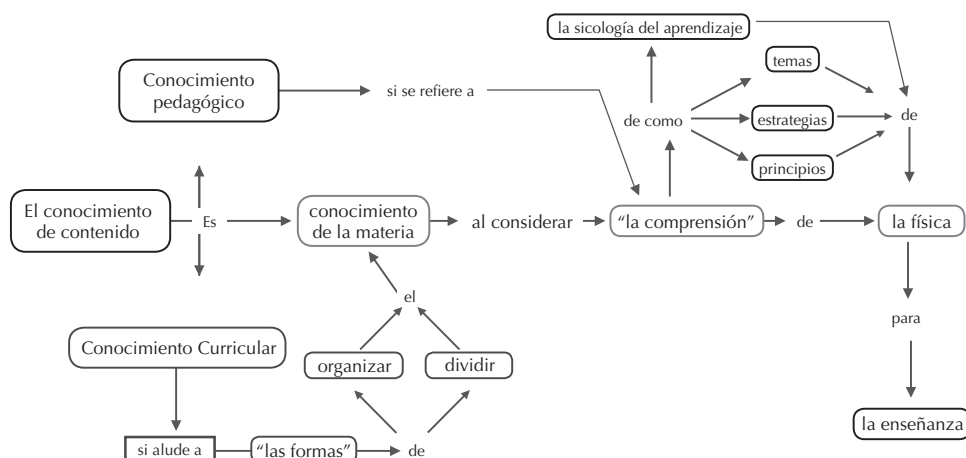 la sicología del aprendizaje
Conocimiento
pedagógico
si se refiere a
temas
de como
estrategias
de
principios
El conocimiento
de contenido
Es
conocimiento
de la materia
al considerar
“la comprensión”
de
la física
el
para
Conocimiento Curricular
organizar
dividir
la enseñanza
si alude a
“las formas”
de